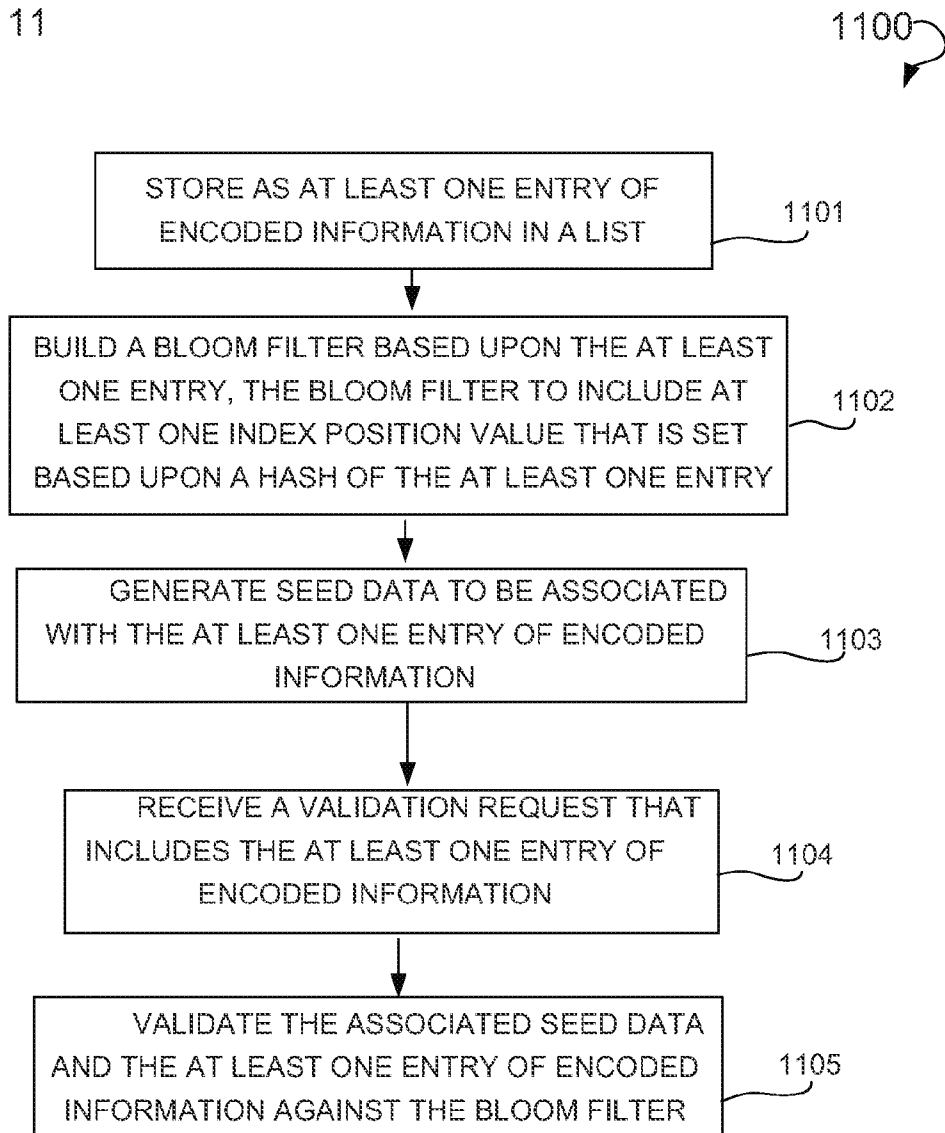 11
1100
STORE AS AT LEAST ONE ENTRY OF
ENCODED INFORMATION IN A LIST
1101
BUILD A BLOOM FILTER BASED UPON THE AT LEAST
ONE ENTRY, THE BLOOM FILTER TO INCLUDE AT
LEAST ONE INDEX POSITION VALUE THAT IS SET
BASED UPON A HASH OF THE AT LEAST ONE ENTRY
1102
GENERATE SEED DATA TO BE ASSOCIATED
WITH THE AT LEAST ONE ENTRY OF ENCODED
INFORMATION
1103
RECEIVE A VALIDATION REQUEST THAT
INCLUDES THE AT LEAST ONE ENTRY OF
ENCODED INFORMATION
1104
VALIDATE THE ASSOCIATED SEED DATA
AND THE AT LEAST ONE ENTRY OF ENCODED
INFORMATION AGAINST THE BLOOM FILTER
1105